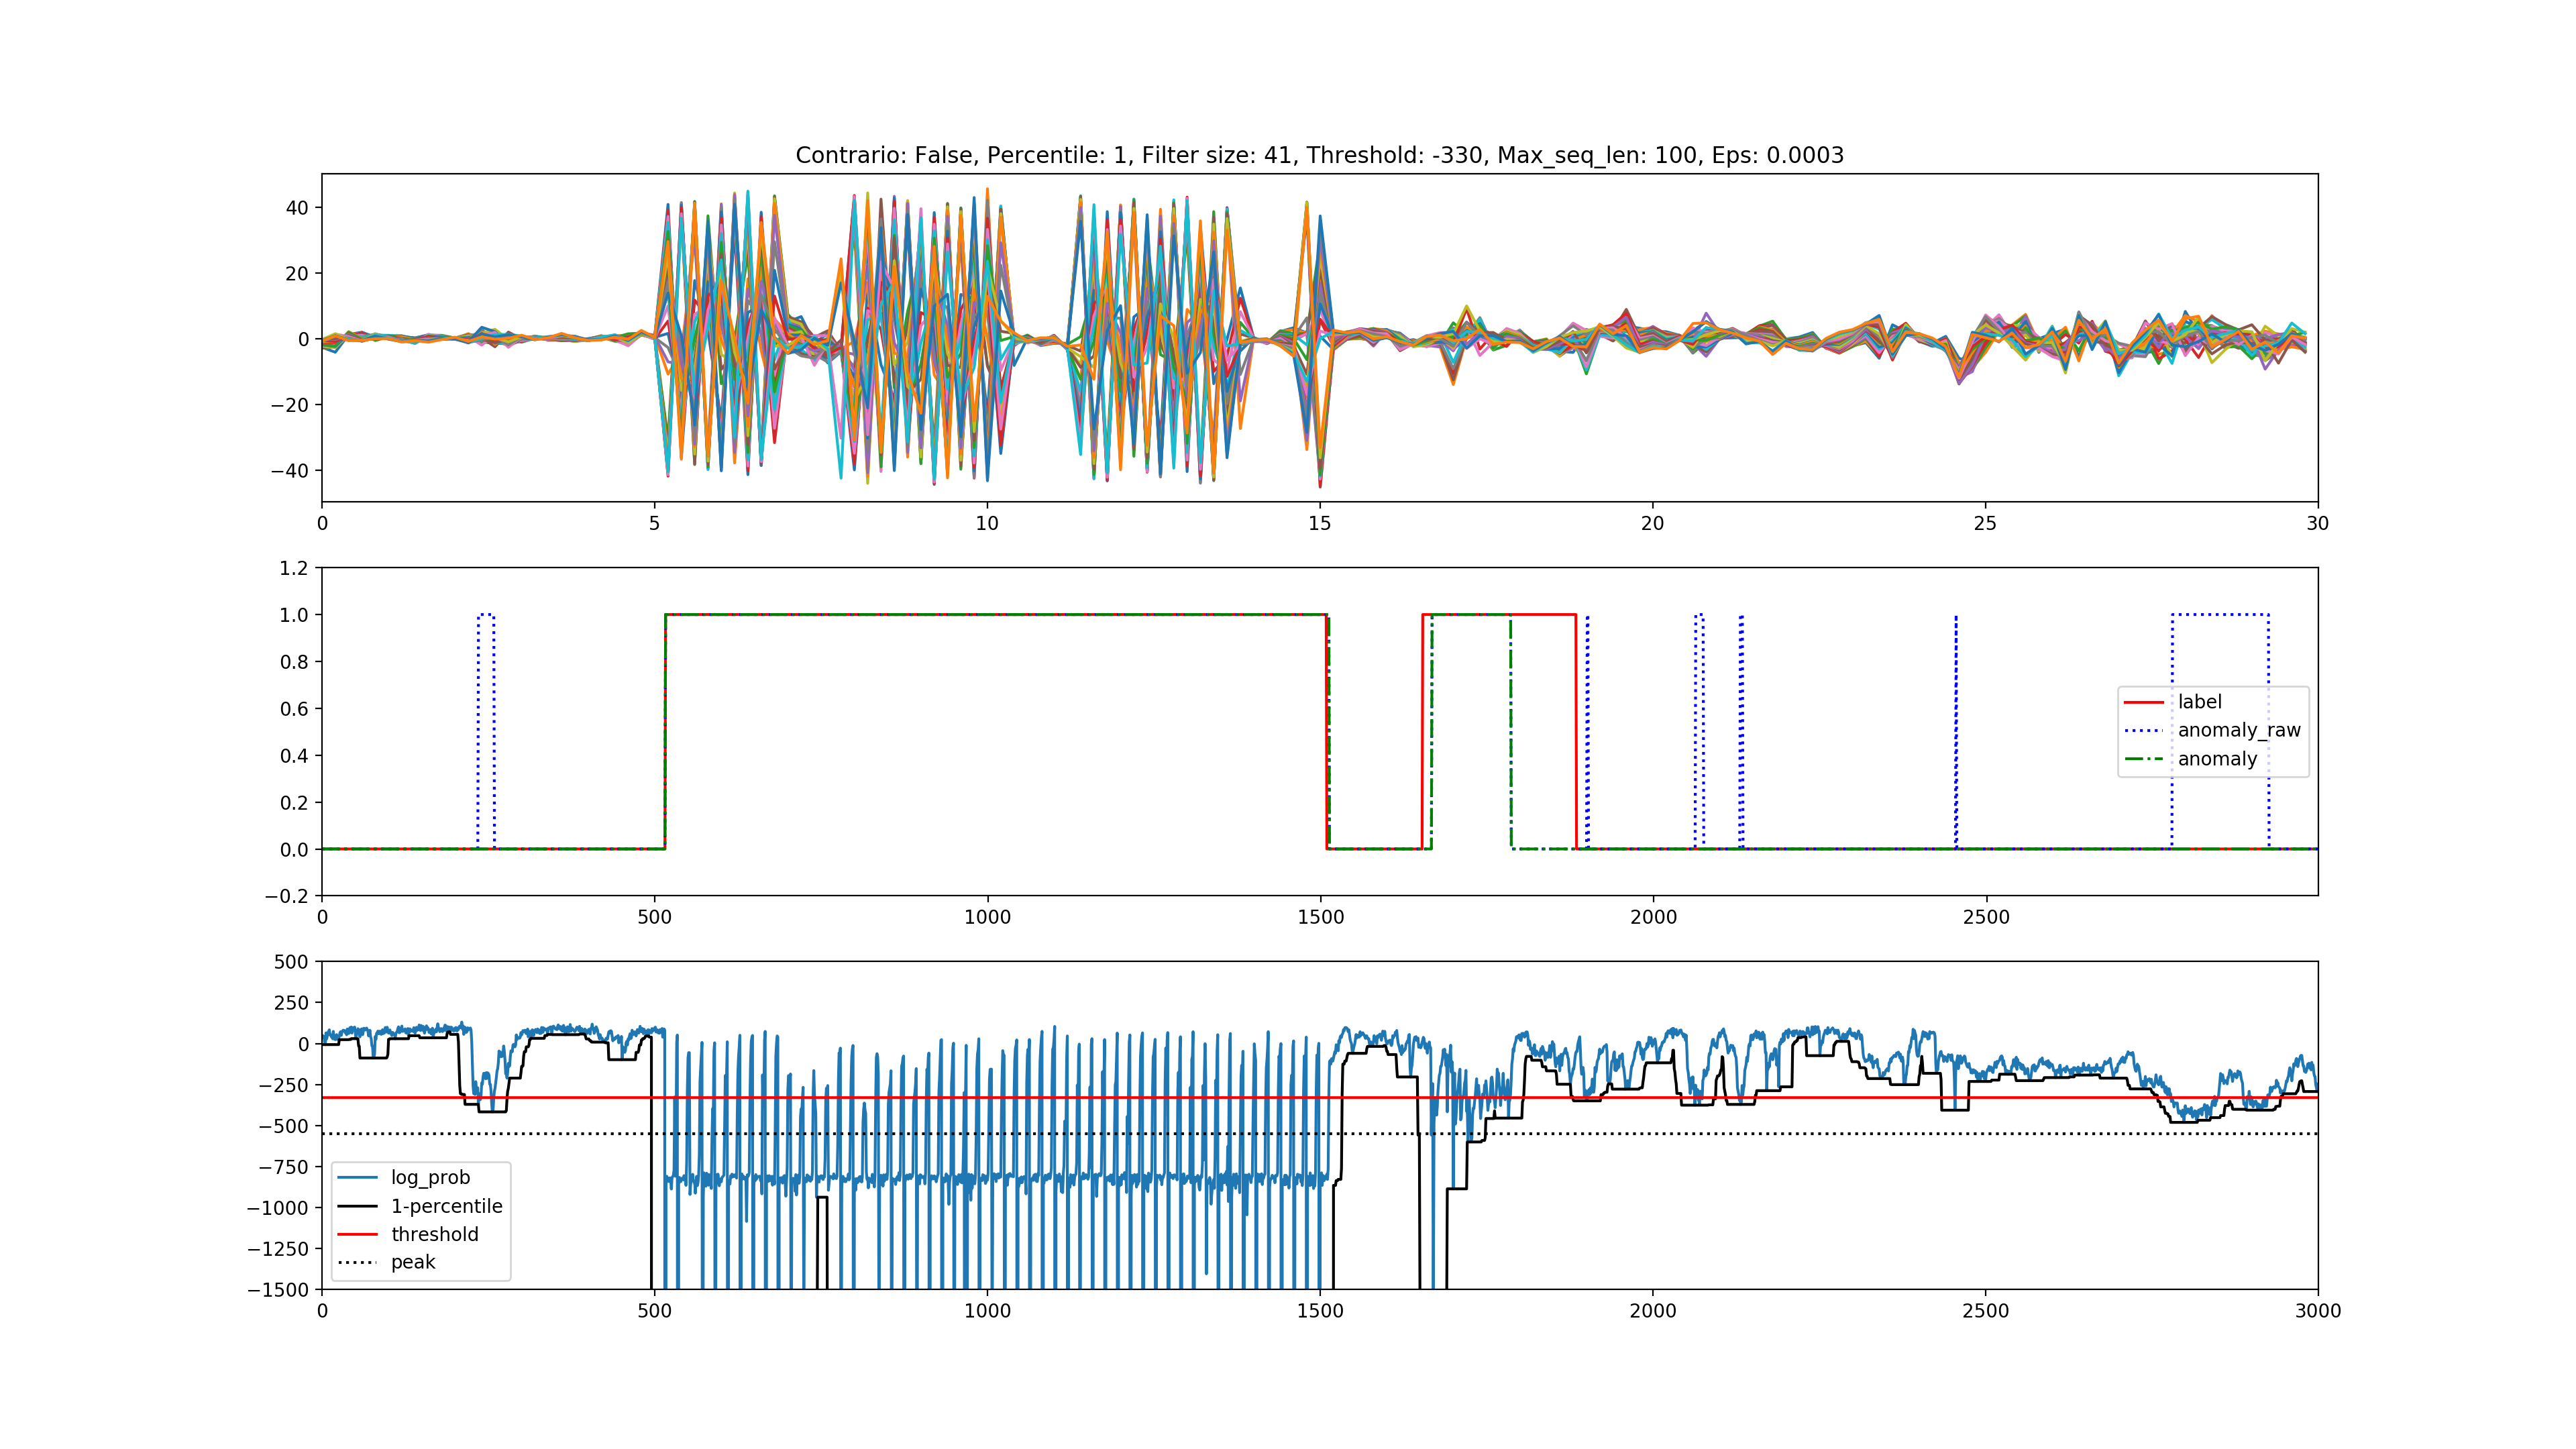 Contrario: False, Percentile: 1, Filter size: 41, Threshold: -330, Max_seq_len: 100, Eps: 0.0003
40
20
0
−20
−40
0 5 10 15 20 25 30
1.2
1.0
0.8
0.6
0.4
0.2
0.0
−0.2
label
anomaly_raw
anomaly
0 500 1000 1500 2000 2500
500
250
0
−250
−500
−750
−1000
−1250
−1500
log_prob
1-percentile
threshold
peak
0 500 1000 1500 2000 2500 3000